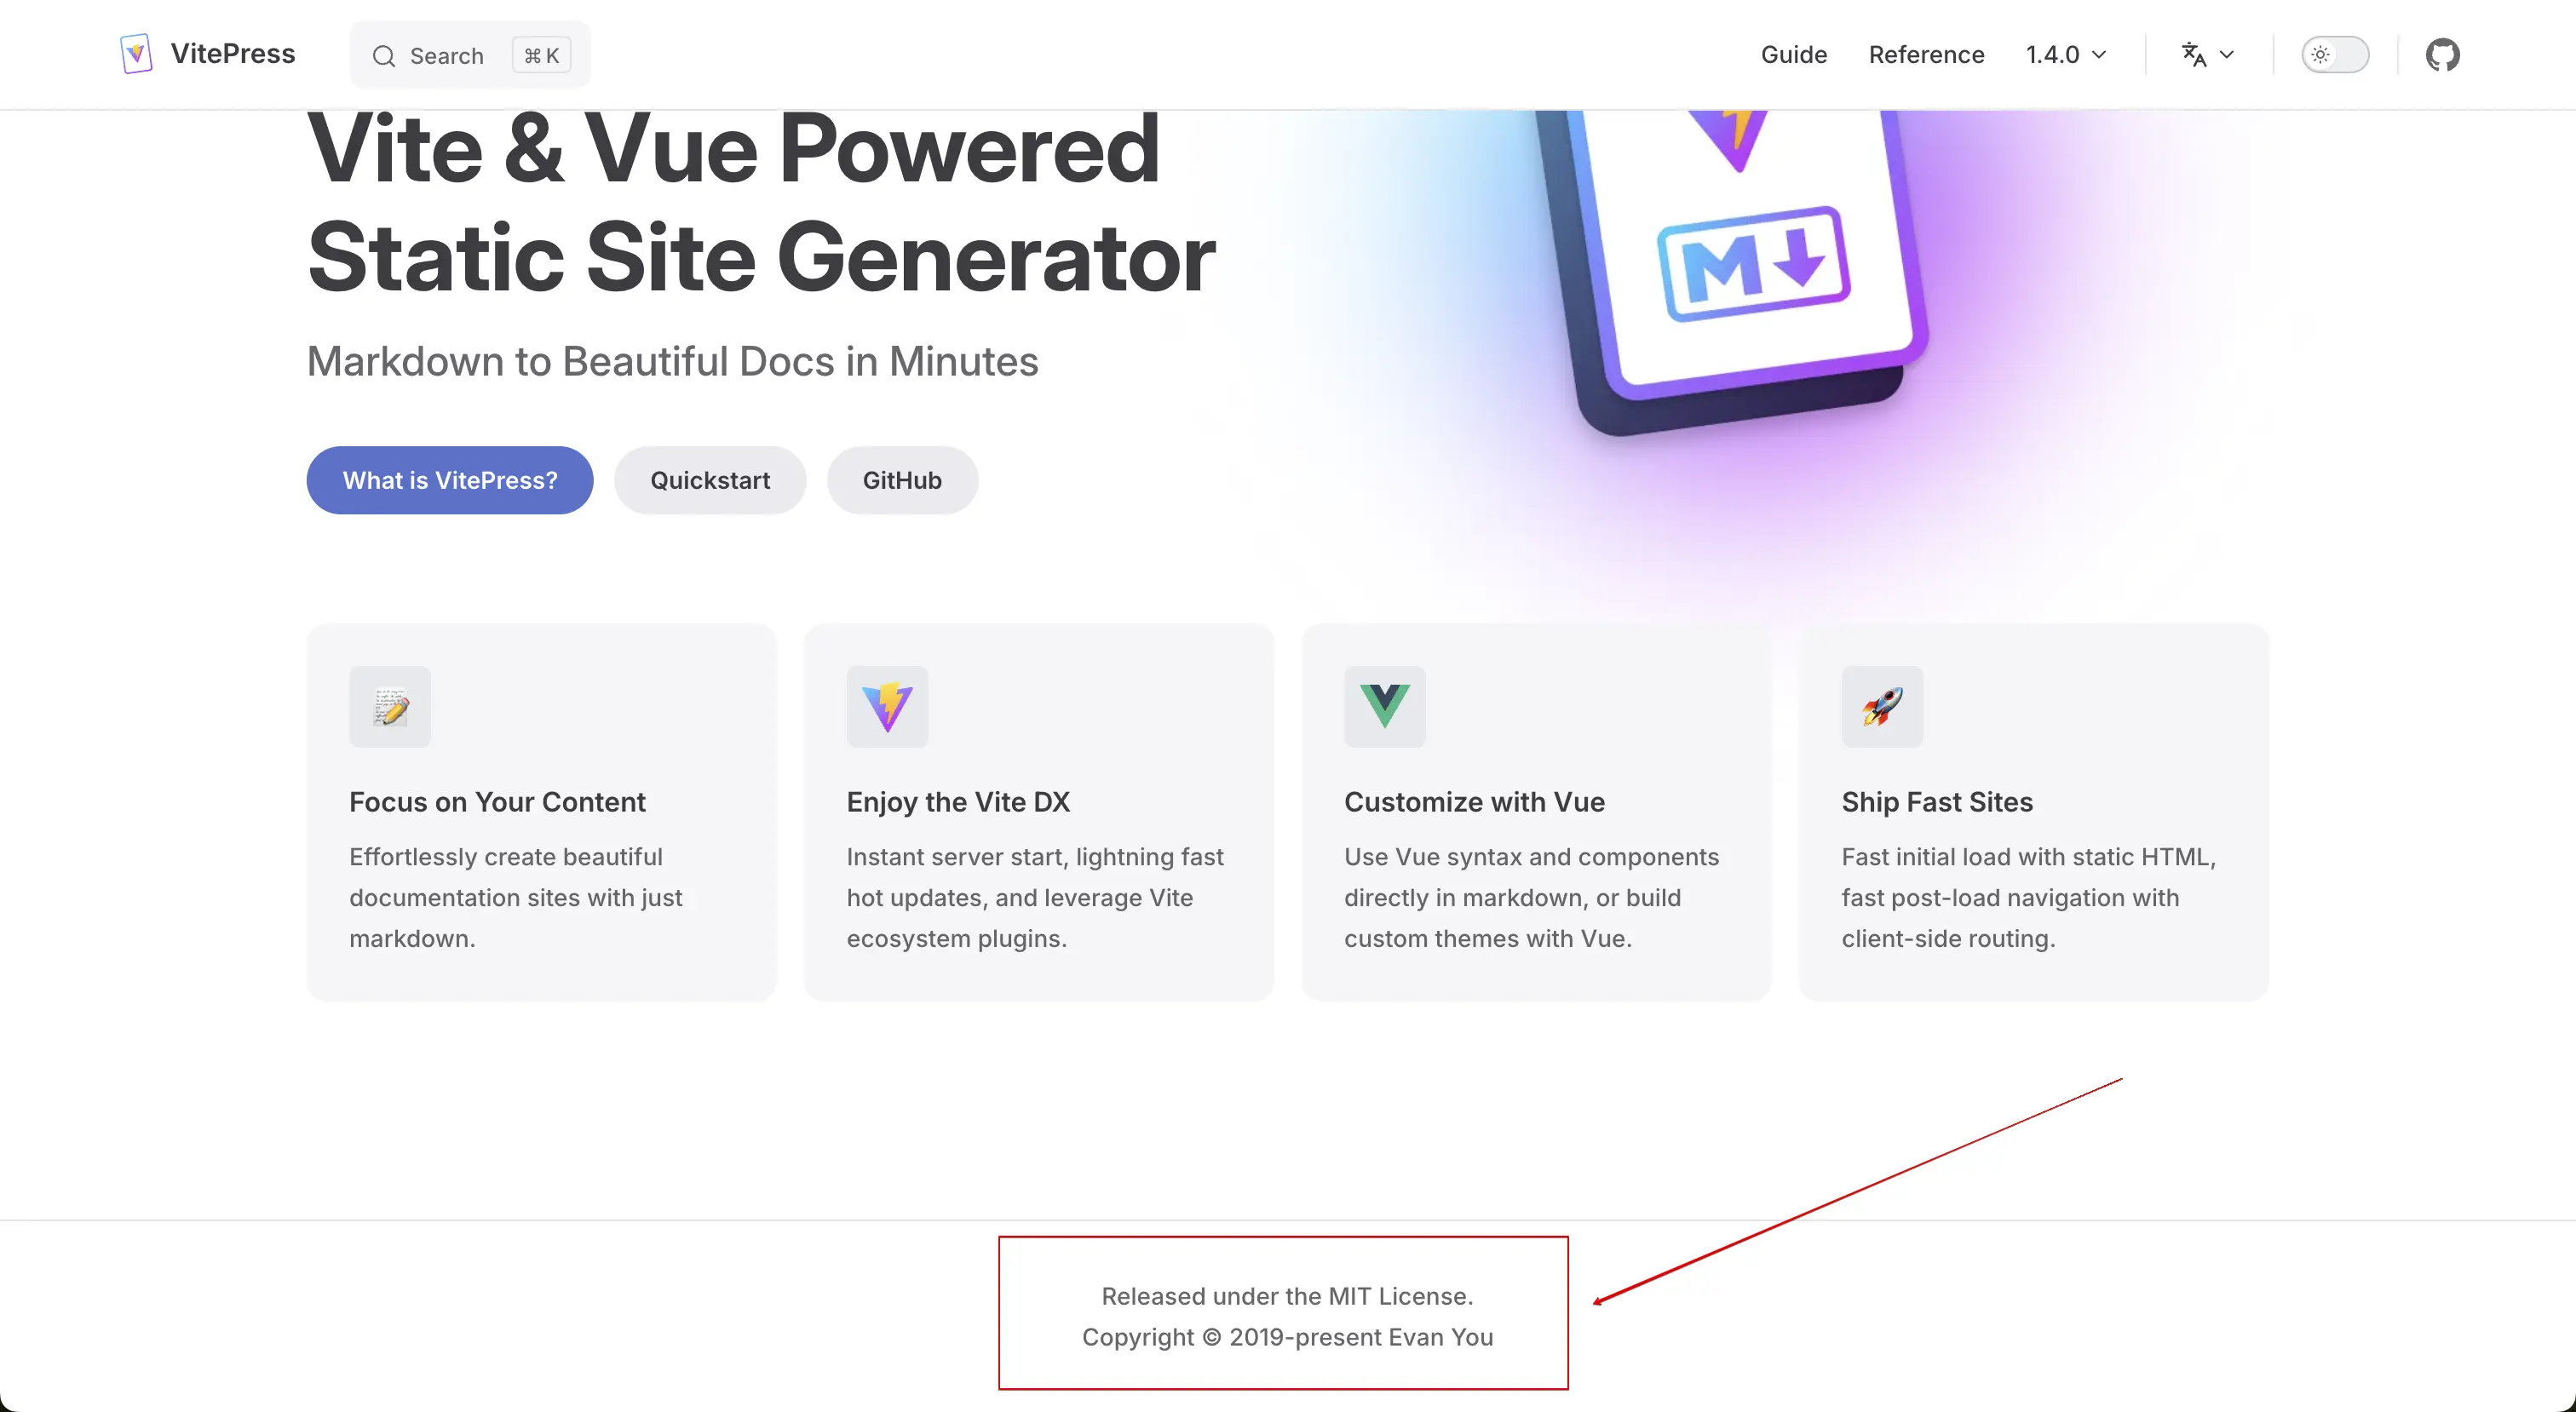 VitePress
Search
⌘ K
Guide
Reference
1.4.0
Vite & Vue Powered
Static Site Generator
Markdown to Beautiful Docs in Minutes
What is VitePress?
Quickstart
GitHub
M
Focus on Your Content
Effortlessly create beautiful
documentation sites with just
markdown.
Enjoy the Vite DX
Instant server start, lightning fast
hot updates, and leverage Vite
ecosystem plugins.
Customize with Vue
Use Vue syntax and components
directly in markdown, or build
custom themes with Vue.
Ship Fast Sites
Fast initial load with static HTML,
fast post-load navigation with
client-side routing.
Released under the MIT License.
Copyright © 2019-present Evan You